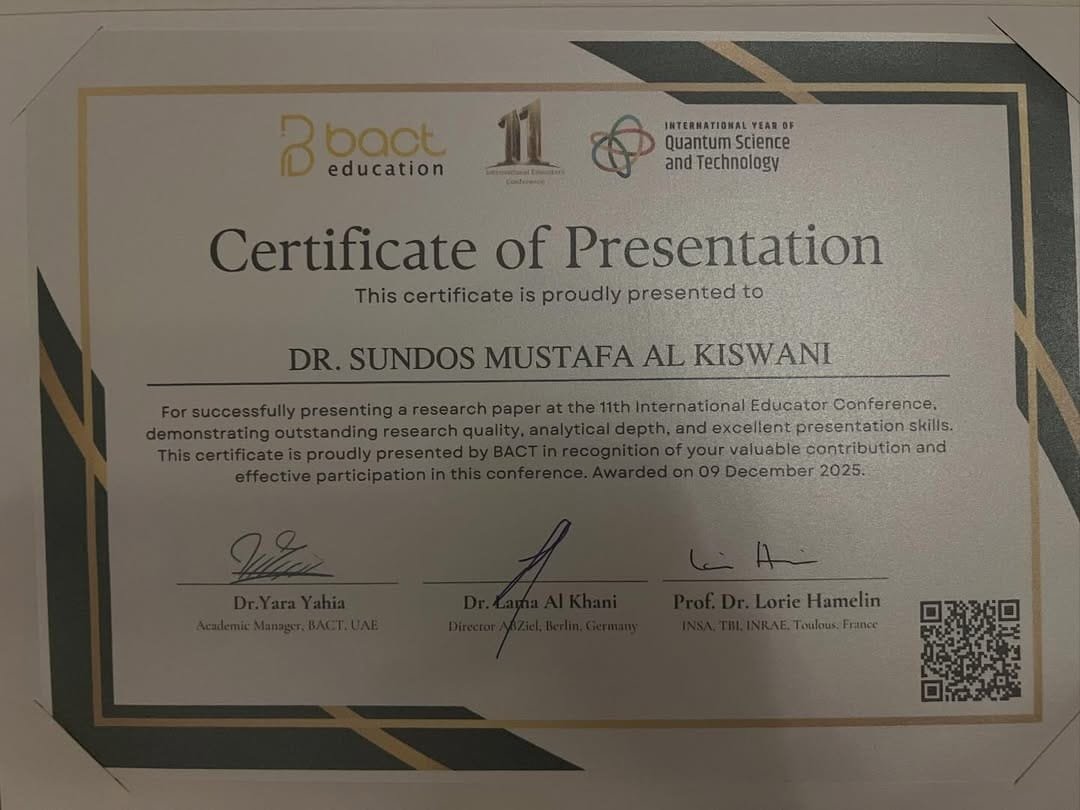 bact
education
11
International Educators
Conference
INTERNATIONAL YEAR OF
Quantum Science
and Technology
Certificate of Presentation
This certificate is proudly presented to
DR. SUNDOS MUSTAFA AL KISWANI
For successfully presenting a research paper at the 11th International Educator Conference,
demonstrating outstanding research quality, analytical depth, and excellent presentation skills.
This certificate is proudly presented by BACT in recognition of your valuable contribution and
effective participation in this conference. Awarded on 09 December 2025.
Dr.Yara Yahia
Dr. Lama Al Khani
Prof. Dr. Lorie Hamelin
Academic Manager, BACT, UAE
Director ABZiel, Berlin, Germany
INSA, TBI, INRAE, Toulous, France